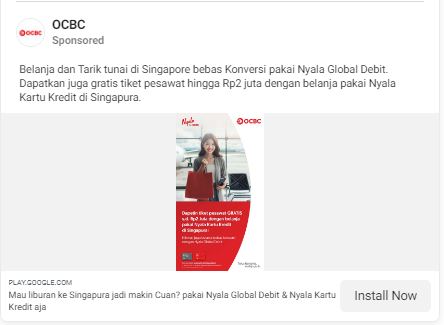 OCBC
OCBC
Sponsored
Belanja dan Tarik tunai di Singapore bebas Konversi pakai Nyala Global Debit.
Dapatkan juga gratis tiket pesawat hingga Rp2 juta dengan belanja pakai Nyala
Kartu Kredit di Singapura.
Nyala
OCBC
Dapatin tiket pesawat GRATIS
s.d. Rp2 Juta dengan belanja
pakai Nyala Kartu Kredit
di Singapura!
PLAY.GOOGLE.COM
Mau liburan ke Singapura jadi makin Cuan? pakai Nyala Global Debit & Nyala Kartu
Kredit aja
Install Now